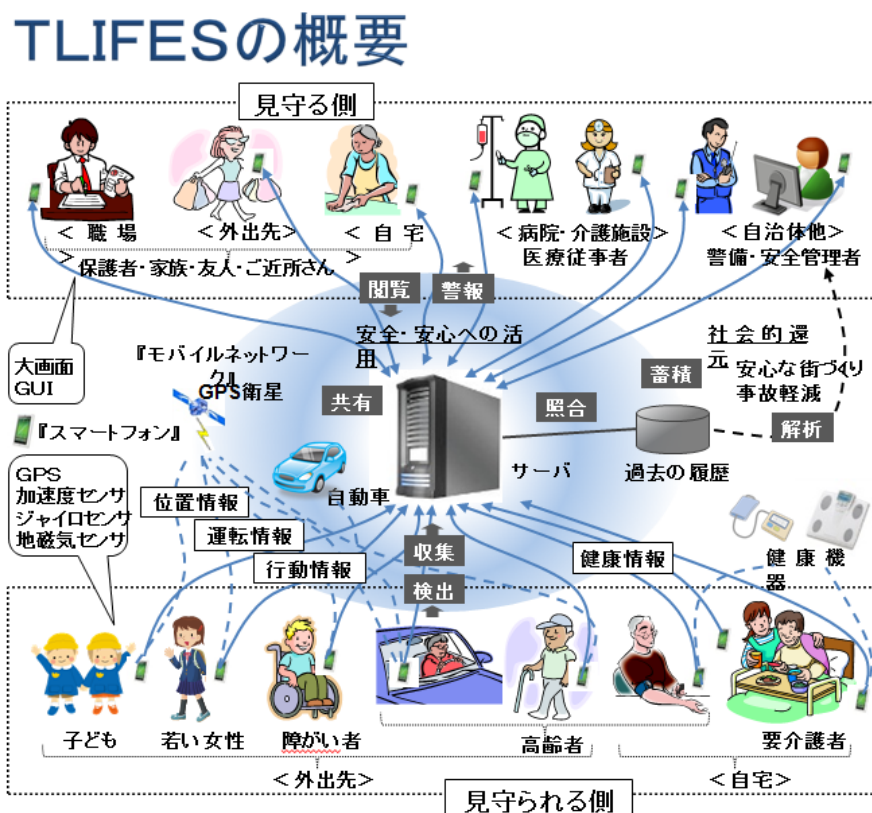 TLIFESの概要
見守る側
＜ 職 場
＞
＜外出先＞
＜ 自 宅
＞
＜病院・介護施設＞
医療従事者
＜自治体他＞
警備・安全管理者
保護者・家族・友人・ご近所さん
閲覧
警報
安全・安心への活
用
社会的還
元
安心な街づくり
事故軽減
大画面
GUI
『モバイルネットワー
ク』
GPS衛星
共有
照合
蓄積
解析
『スマートフォン』
サーバ
過去の履歴
自動車
GPS
加速度センサ
ジャイロセンサ
地磁気センサ
位置情報
運転情報
行動情報
収集
検出
健康情報
健 康 機
器
子ども
若い女性
障がい者
高齢者
要介護者
＜外出先＞
＜自宅＞
見守られる側